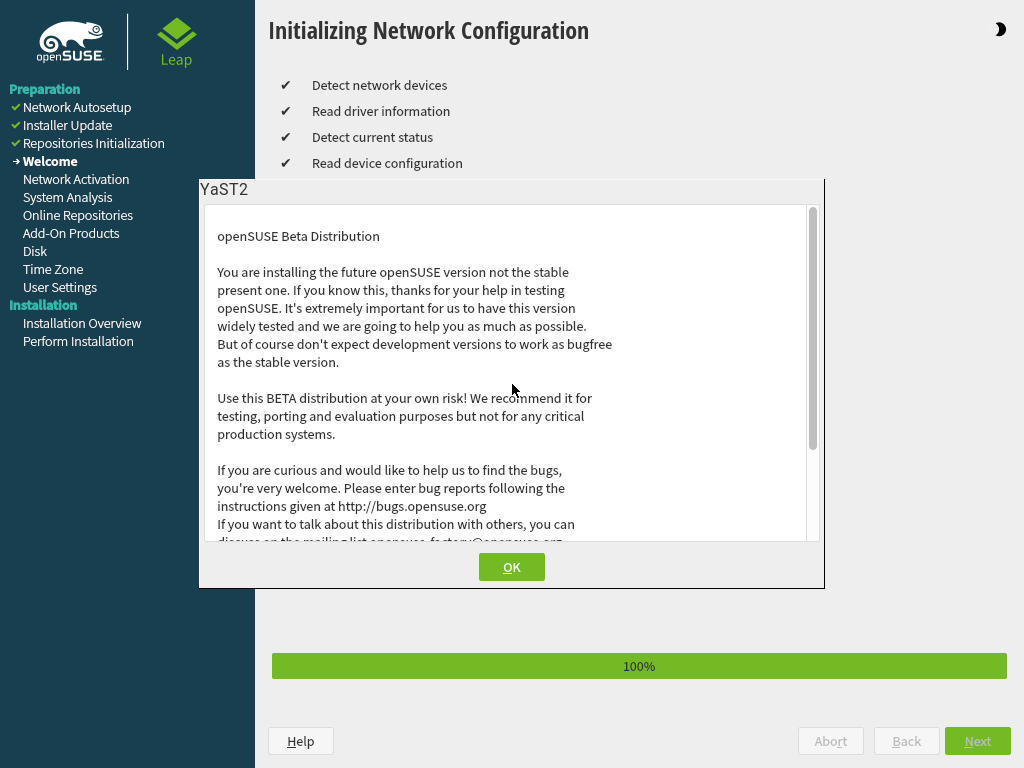 openSUSE
Leap
Preparation
Network Autosetup
Installer Update
Repositories Initialization
Welcome
Network Activation
System Analysis
Online Repositories
Add-On Products
Disk
Time Zone
User Settings
Installation
Installation Overview
Perform Installation
Initializing Network Configuration
Detect network devices
Read driver information
Detect current status
Read device configuration
YaST2
openSUSE Beta Distribution
You are installing the future openSUSE version not the stable
present one. If you know this, thanks for your help in testing
openSUSE. It's extremely important for us to have this version
widely tested and we are going to help you as much as possible.
But of course don't expect development versions to work as bugfree
as the stable version.
Use this BETA distribution at your own risk! We recommend it for
testing, porting and evaluation purposes but not for any critical
production systems.
If you are curious and would like to help us to find the bugs,
you're very welcome. Please enter bug reports following the
instructions given at http://bugs.opensuse.org
If you want to talk about this distribution with others, you can
discuss on the mailing list opensuse-factory@opensuse.org
OK
100%
Help
Abort
Back
Next